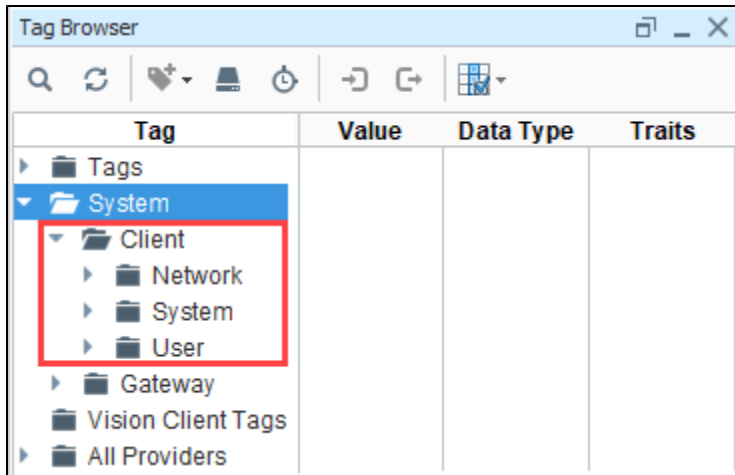 Tag Browser
Tag Value Data Type Traits
Tags
System
Client
Network
System
User
Gateway
Vision Client Tags
All Providers